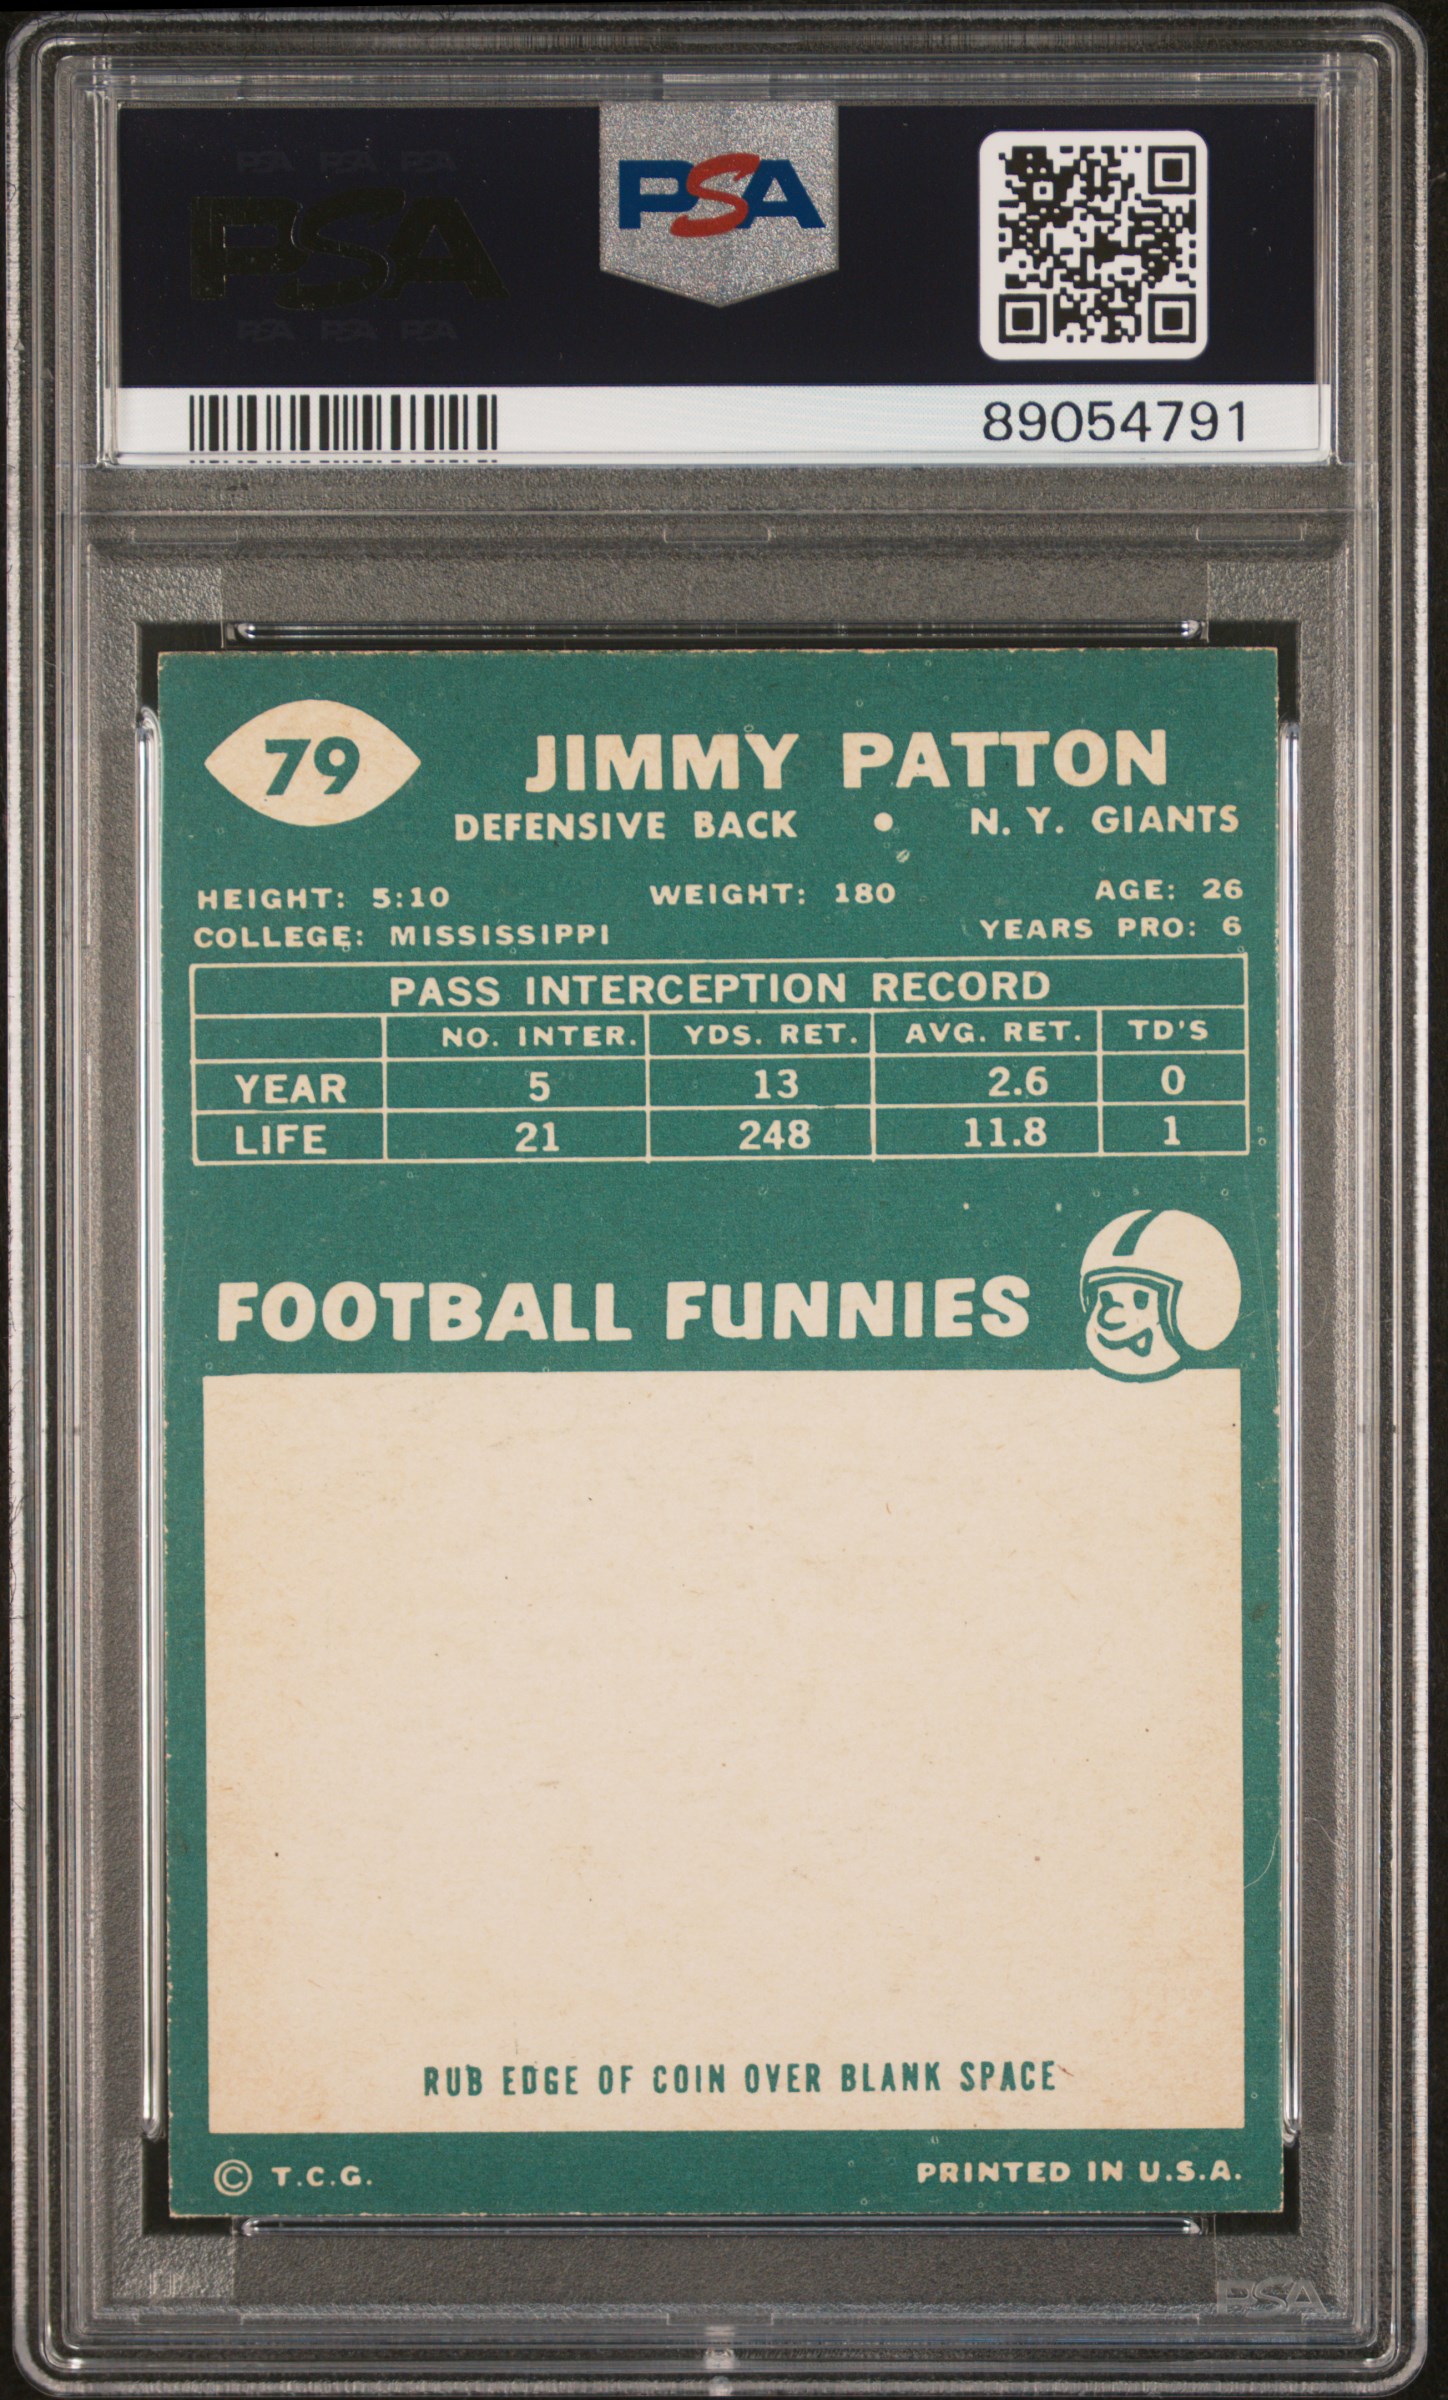 PSA PSA PSA
PSA
PSA PSA PSA
PSA
89054791
79
JIMMY PATTON
DEFENSIVE BACK • N. Y. GIANTS
HEIGHT: 5:10 WEIGHT: 180 AGE: 26
COLLEGE: MISSISSIPPI YEARS PRO: 6
PASS INTERCEPTION RECORD
NO. INTER. YDS. RET. AVG. RET. TD'S
YEAR 5 13 2.6 0
LIFE 21 248 11.8 1
FOOTBALL FUNNIES
RUB EDGE OF COIN OVER BLANK SPACE
© T.C.G. PRINTED IN U.S.A.
PSA